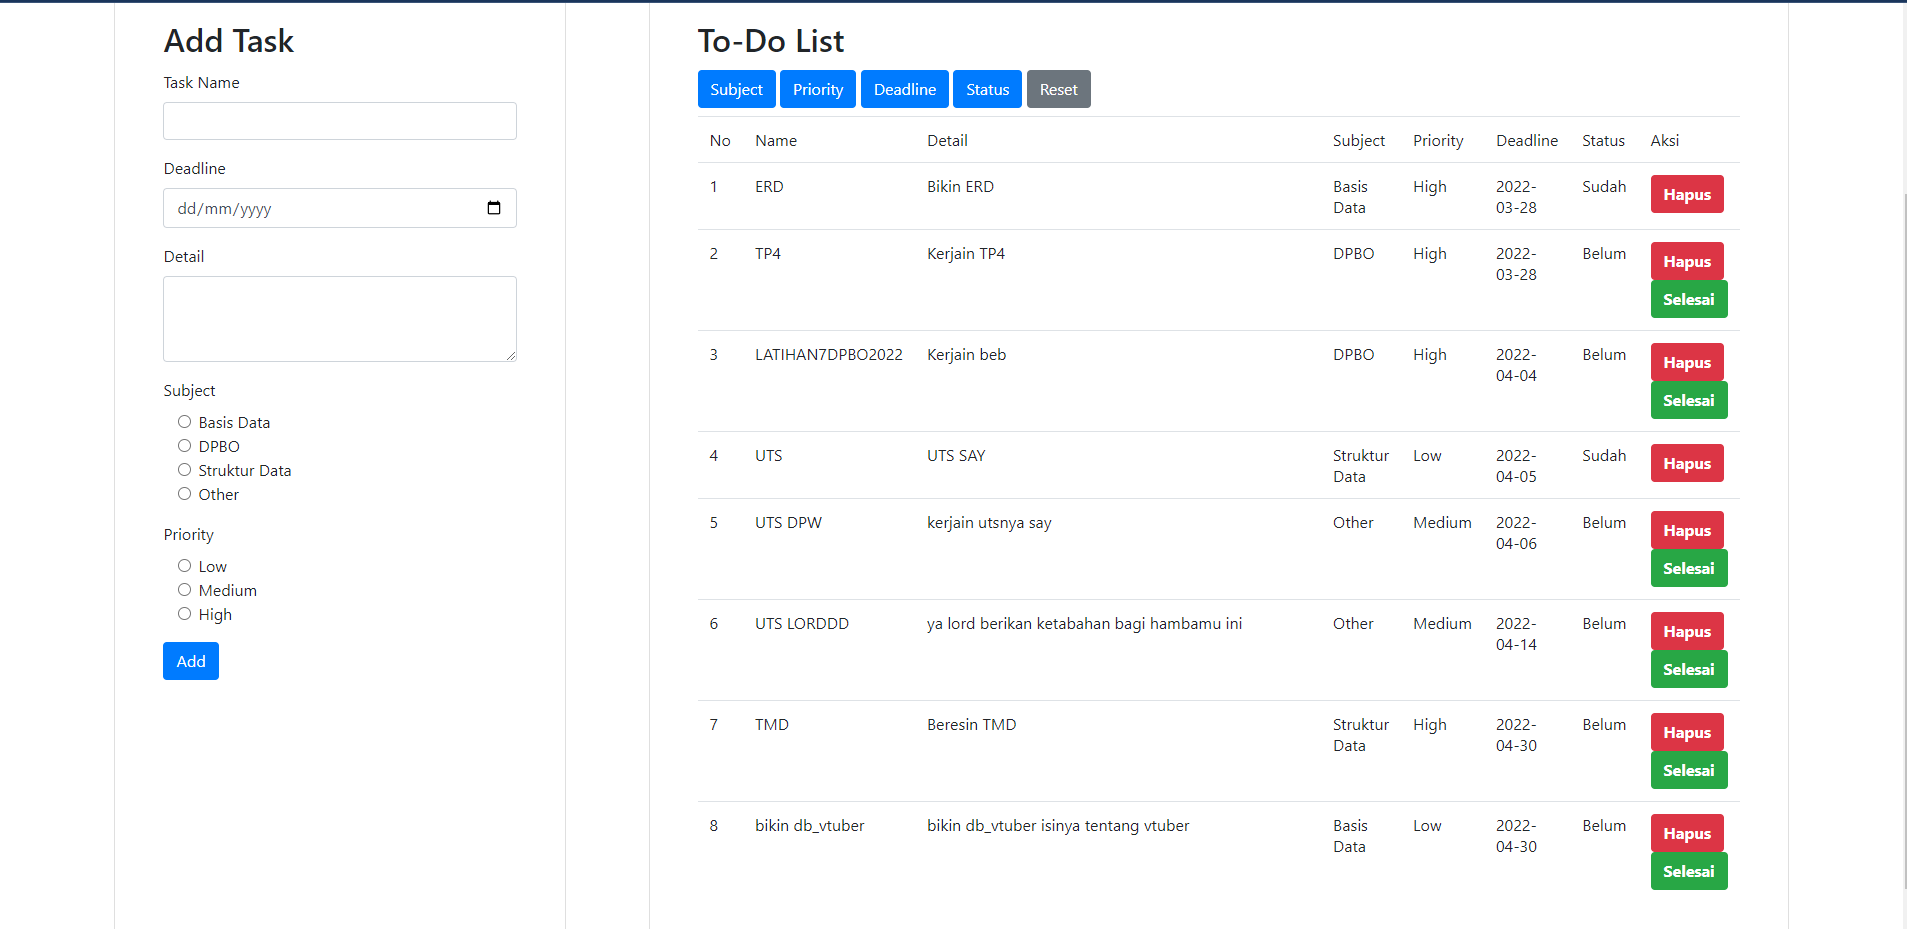 Add Task
Task Name
Deadline
dd/mm/yyyy
Detail
Subject
Basis Data
DPBO
Struktur Data
Other
Priority
Low
Medium
High
Add
To-Do List
Subject Priority Deadline Status Reset
No Name Detail Subject Priority Deadline Status Aksi
1 ERD Bikin ERD Basis High 2022- Sudah Hapus
Data 03-28
2 TP4 Kerjain TP4 DPBO High 2022- Belum Hapus
03-28
Selesai
3 LATIHAN7DPBO2022 Kerjain beb DPBO High 2022- Belum Hapus
04-04
Selesai
4 UTS UTS SAY Struktur Low 2022- Sudah Hapus
Data 04-05
5 UTS DPW kerjain utsnya say Other Medium 2022- Belum Hapus
04-06
Selesai
6 UTS LORDDD ya lord berikan ketabahan bagi hambamu ini Other Medium 2022- Belum Hapus
04-14
Selesai
7 TMD Beresin TMD Struktur High 2022- Belum Hapus
Data 04-30
Selesai
8 bikin db_vtuber bikin db_vtuber isinya tentang vtuber Basis Low 2022- Belum Hapus
Data 04-30
Selesai